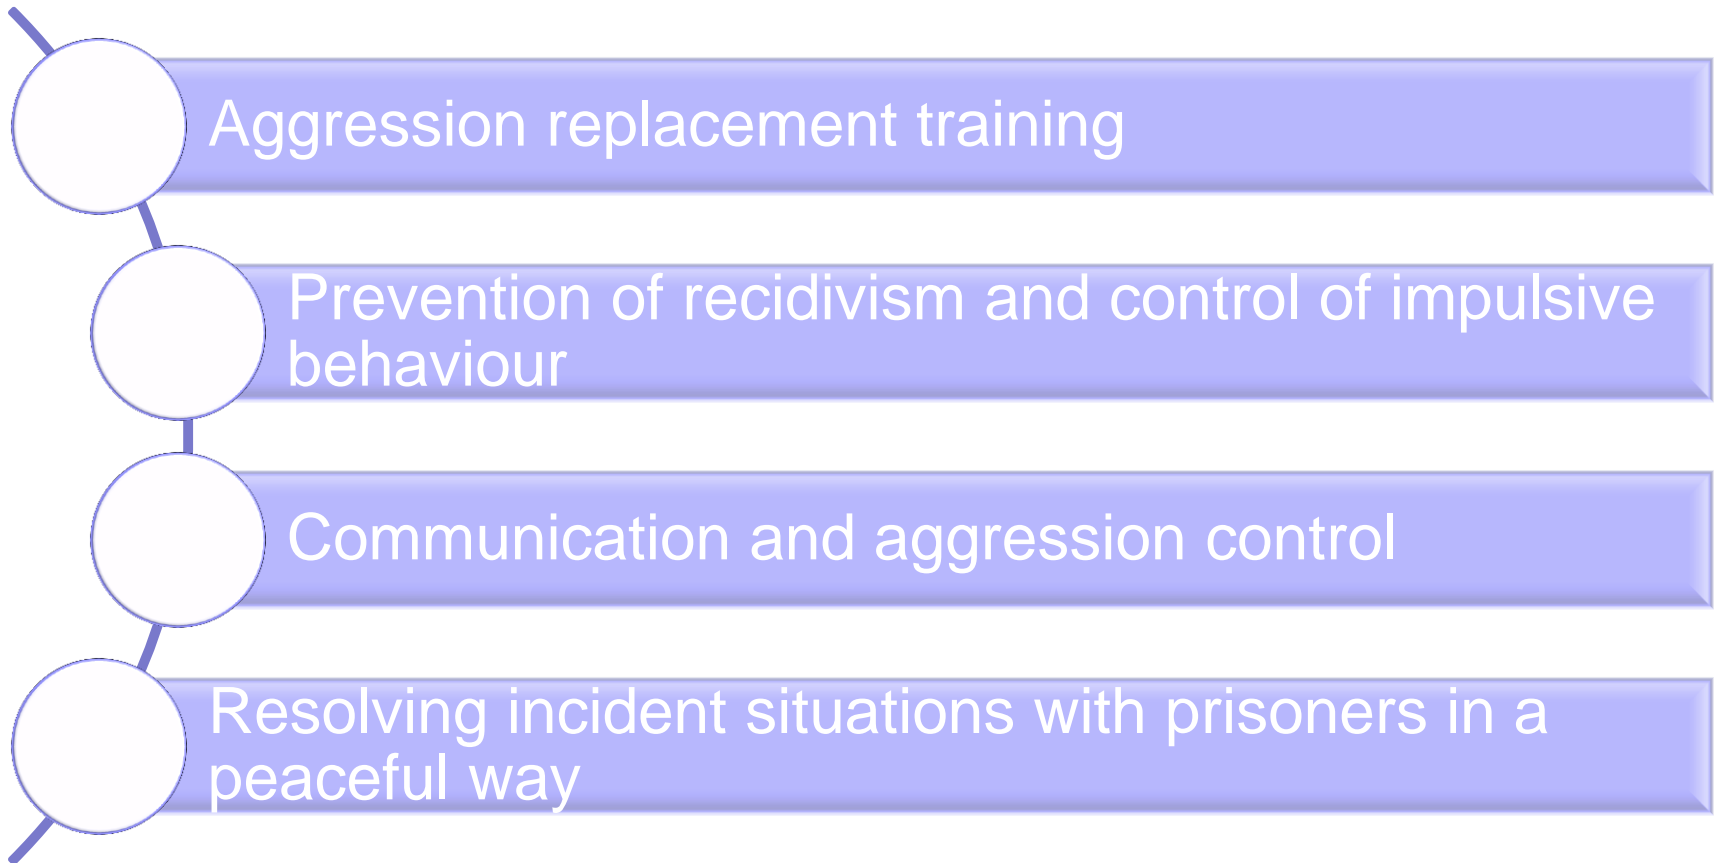 Aggression replacement training
Prevention of recidivism and control of impulsive
behaviour
Communication and aggression control
Resolving incident situations with prisoners in a
peaceful way